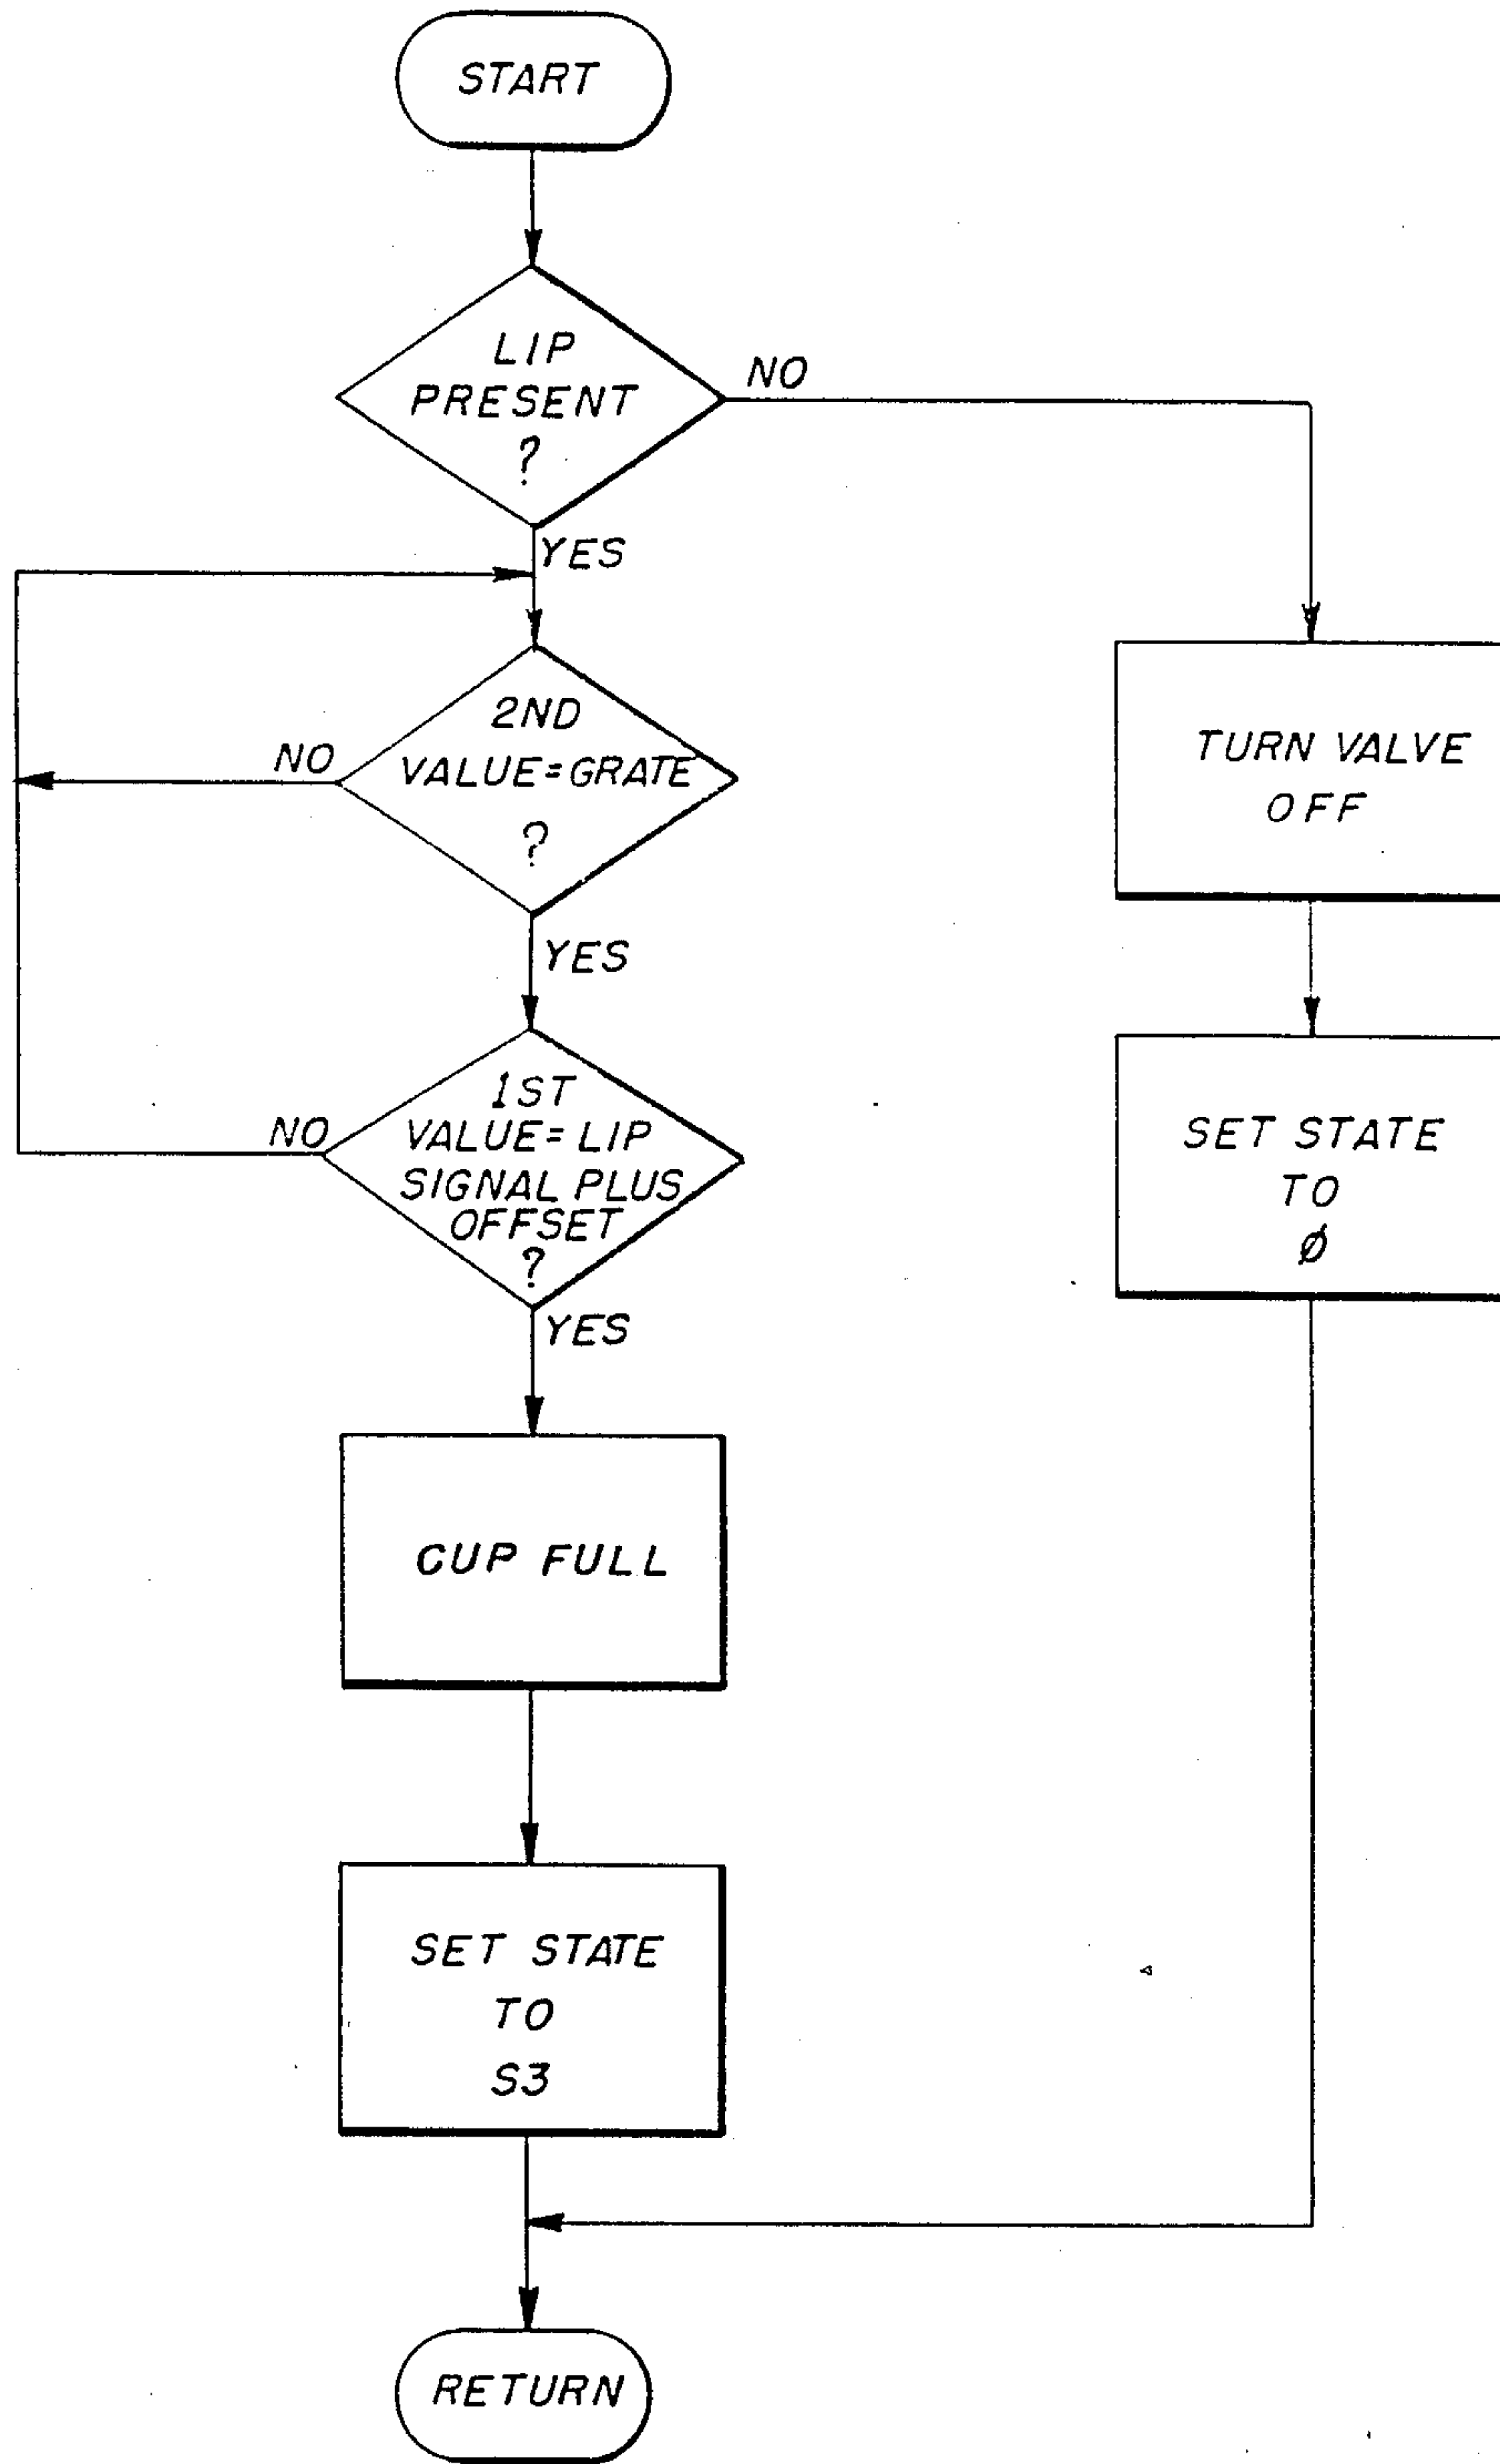 START
LIP
PRESENT
?
NO
YES
2ND
VALUE=GRATE
?
NO
YES
TURN VALVE
OFF
1ST
VALUE=LIP
SIGNAL PLUS
OFFSET
?
NO
YES
SET STATE
TO
Ø
CUP FULL
SET STATE
TO
S3
RETURN